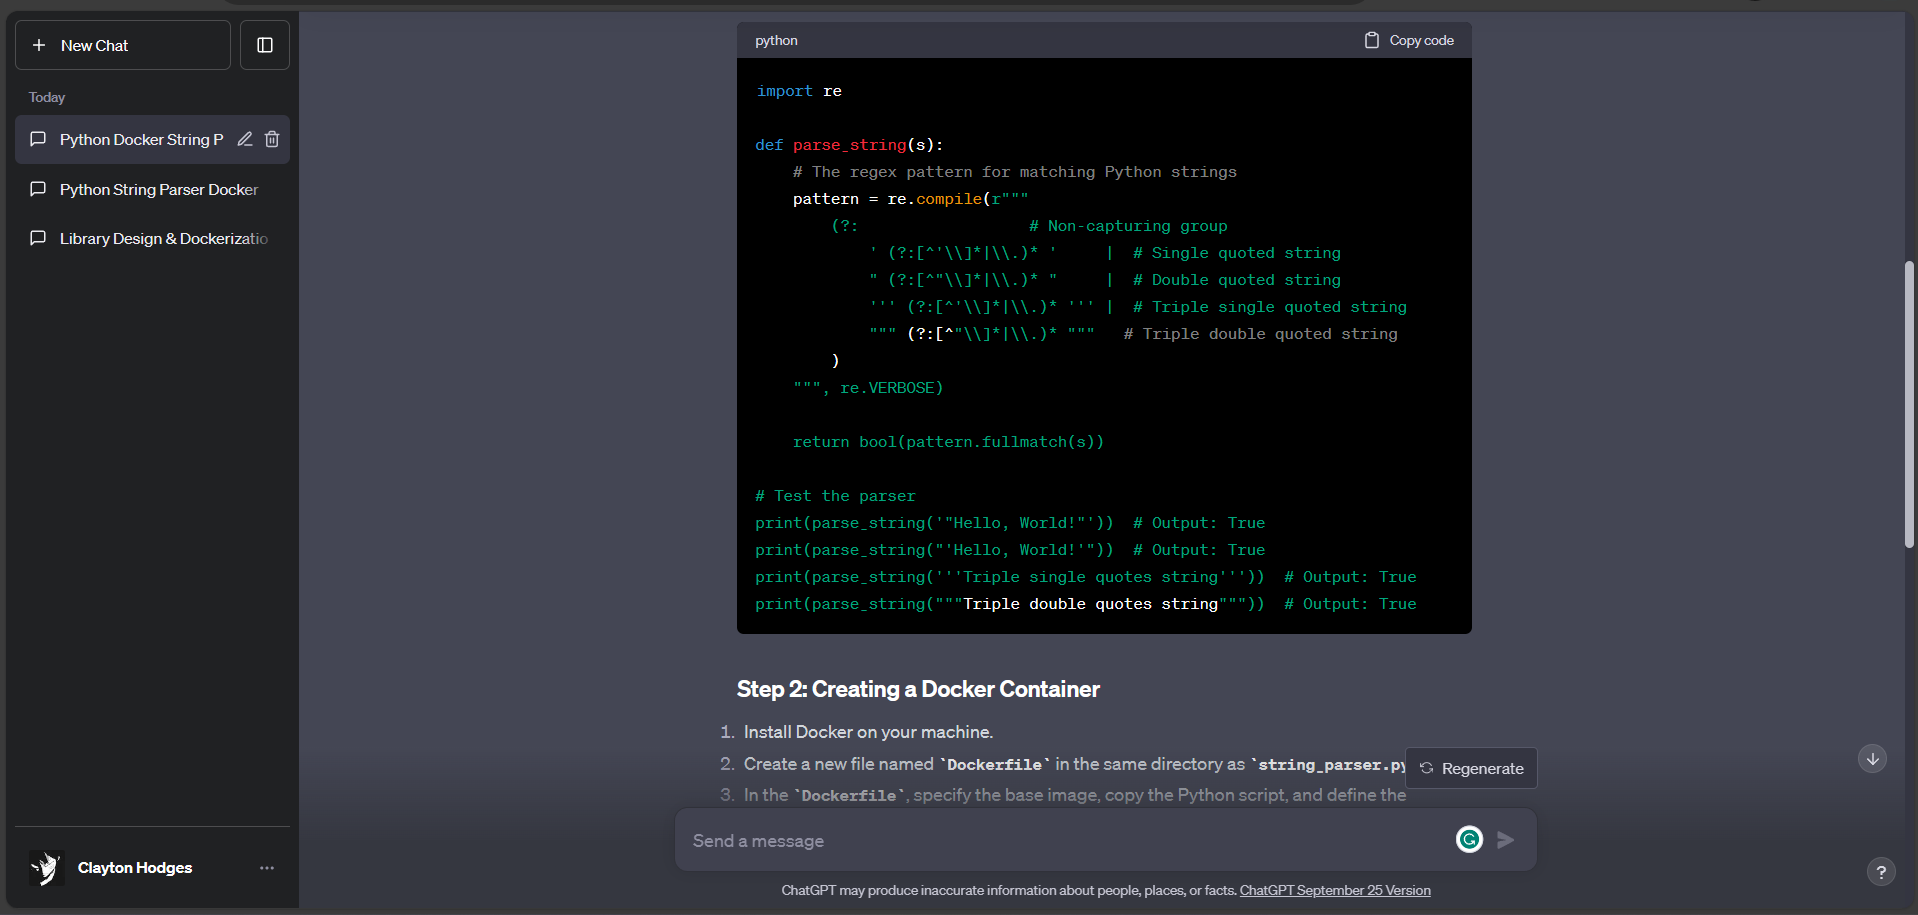 New Chat
Today
Python Docker String P
Python String Parser Docker
Library Design & Dockerizatio
Clayton Hodges
python
Copy code
import re
def parse_string(s):
# The regex pattern for matching Python strings
pattern = re.compile(r"""
(?: # Non-capturing group
' (?:[^'\\]*|\\.)* ' | # Single quoted string
" (?:[^"\\]*|\\.)* " | # Double quoted string
''' (?:[^'\\]*|\\.)* ''' | # Triple single quoted string
""" (?:[^"\\]*|\\.)* """ # Triple double quoted string
)
""", re.VERBOSE)
return bool(pattern.fullmatch(s))
# Test the parser
print(parse_string('"Hello, World!"')) # Output: True
print(parse_string("'Hello, World!'")) # Output: True
print(parse_string('''Triple single quotes string''')) # Output: True
print(parse_string("""Triple double quotes string""")) # Output: True
Step 2: Creating a Docker Container
1. Install Docker on your machine.
2. Create a new file named `Dockerfile` in the same directory as `string_parser.py
3. In the `Dockerfile`, specify the base image, copy the Python script, and define the
Regenerate
Send a message
ChatGPT may produce inaccurate information about people, places, or facts. ChatGPT September 25 Version
?